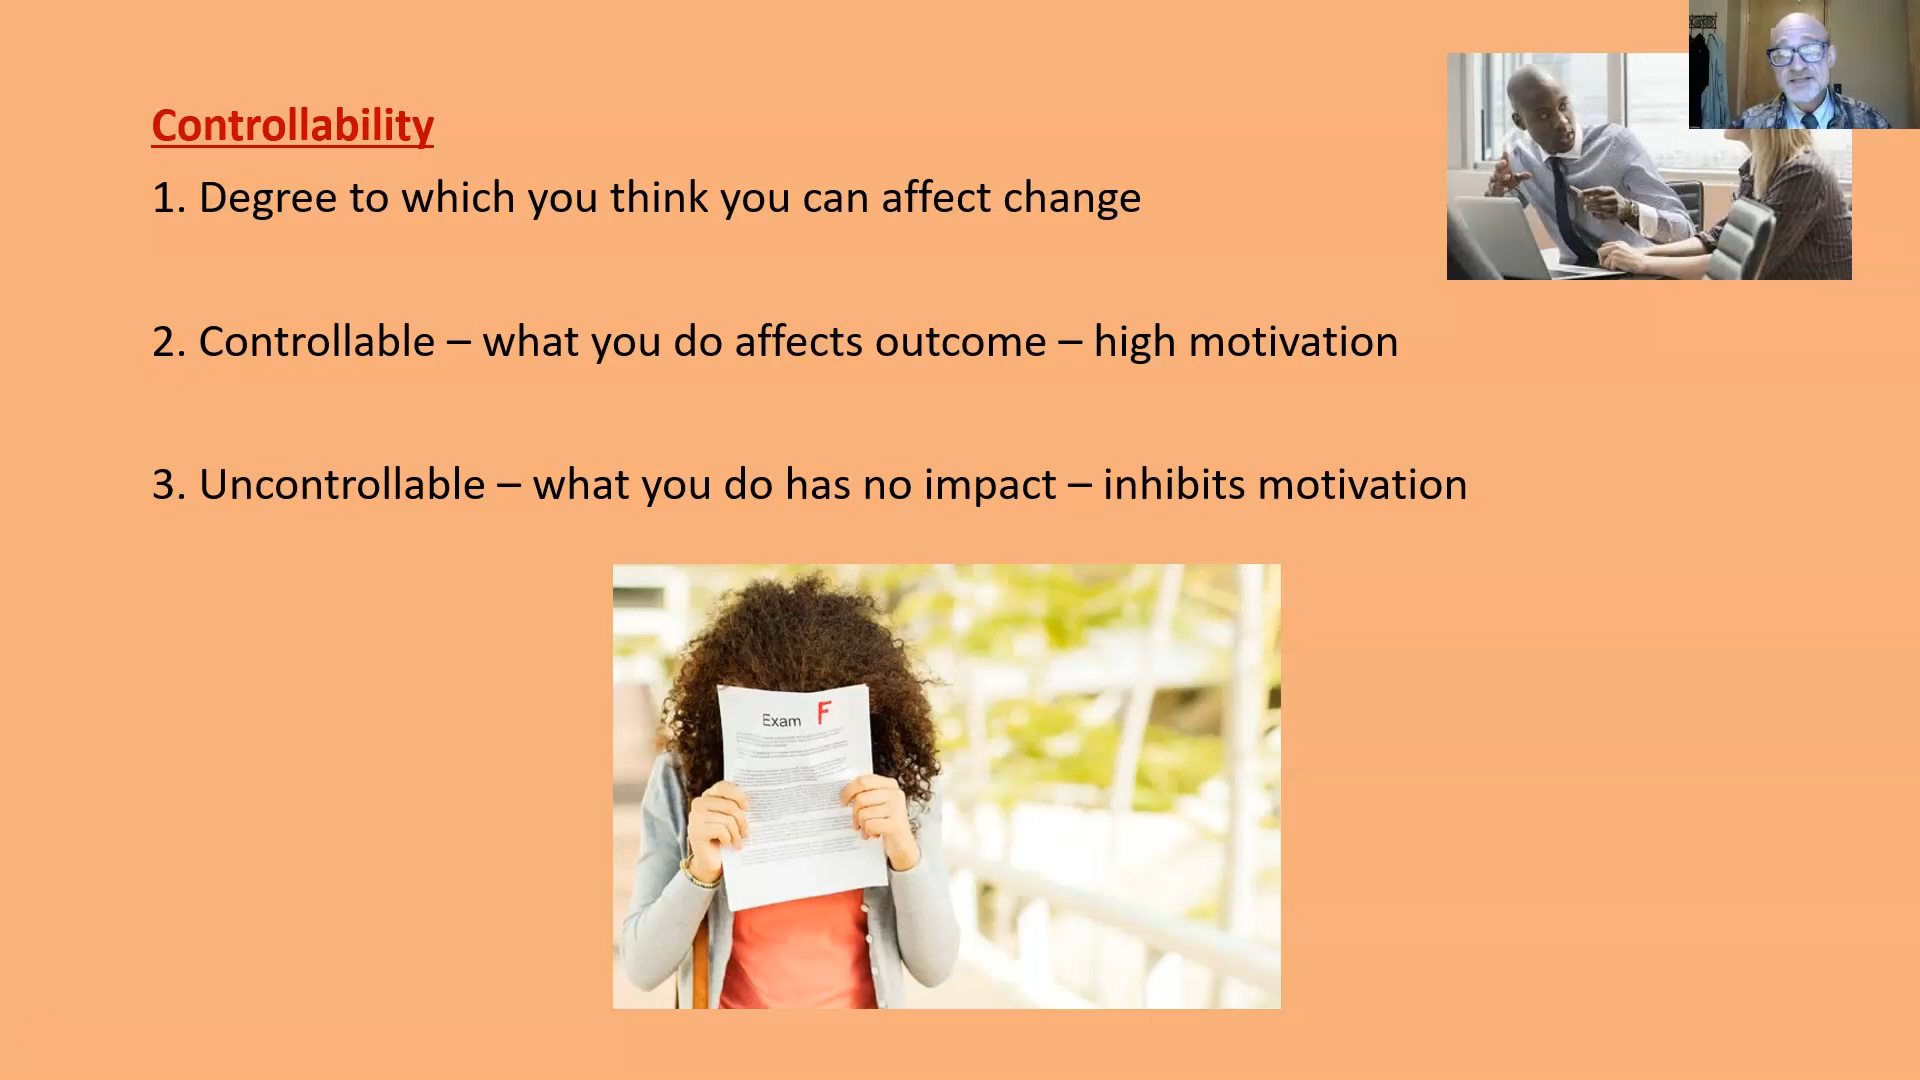 Controllability
1. Degree to which you think you can affect change
2. Controllable – what you do affects outcome – high motivation
3. Uncontrollable – what you do has no impact – inhibits motivation
Exam F